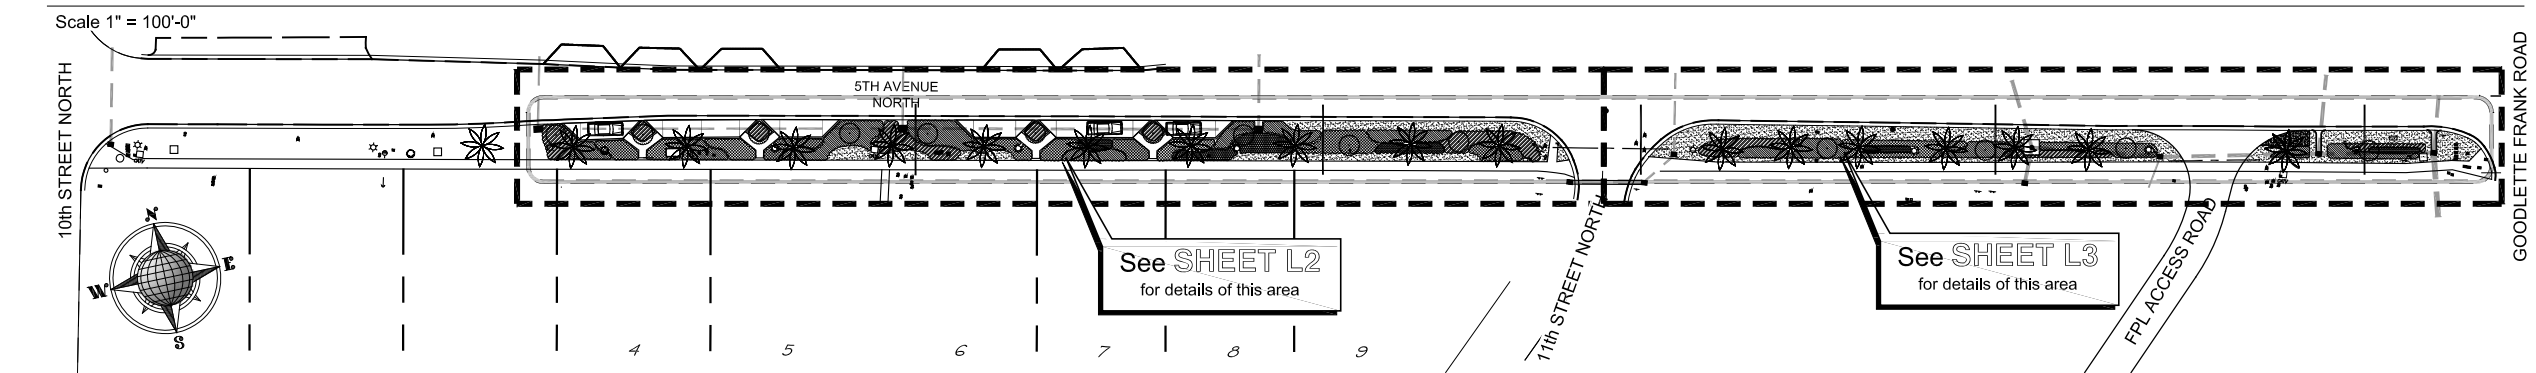 Scale 1" = 100'-0"
10th STREET NORTH
5TH AVENUE
NORTH
GOODLETTE FRANK ROAD
N
E
W
S
See SHEET L2
for details of this area
11th STREET NORTH
See SHEET L3
for details of this area
FPL ACCESS ROAD
4
5
6
7
8
9